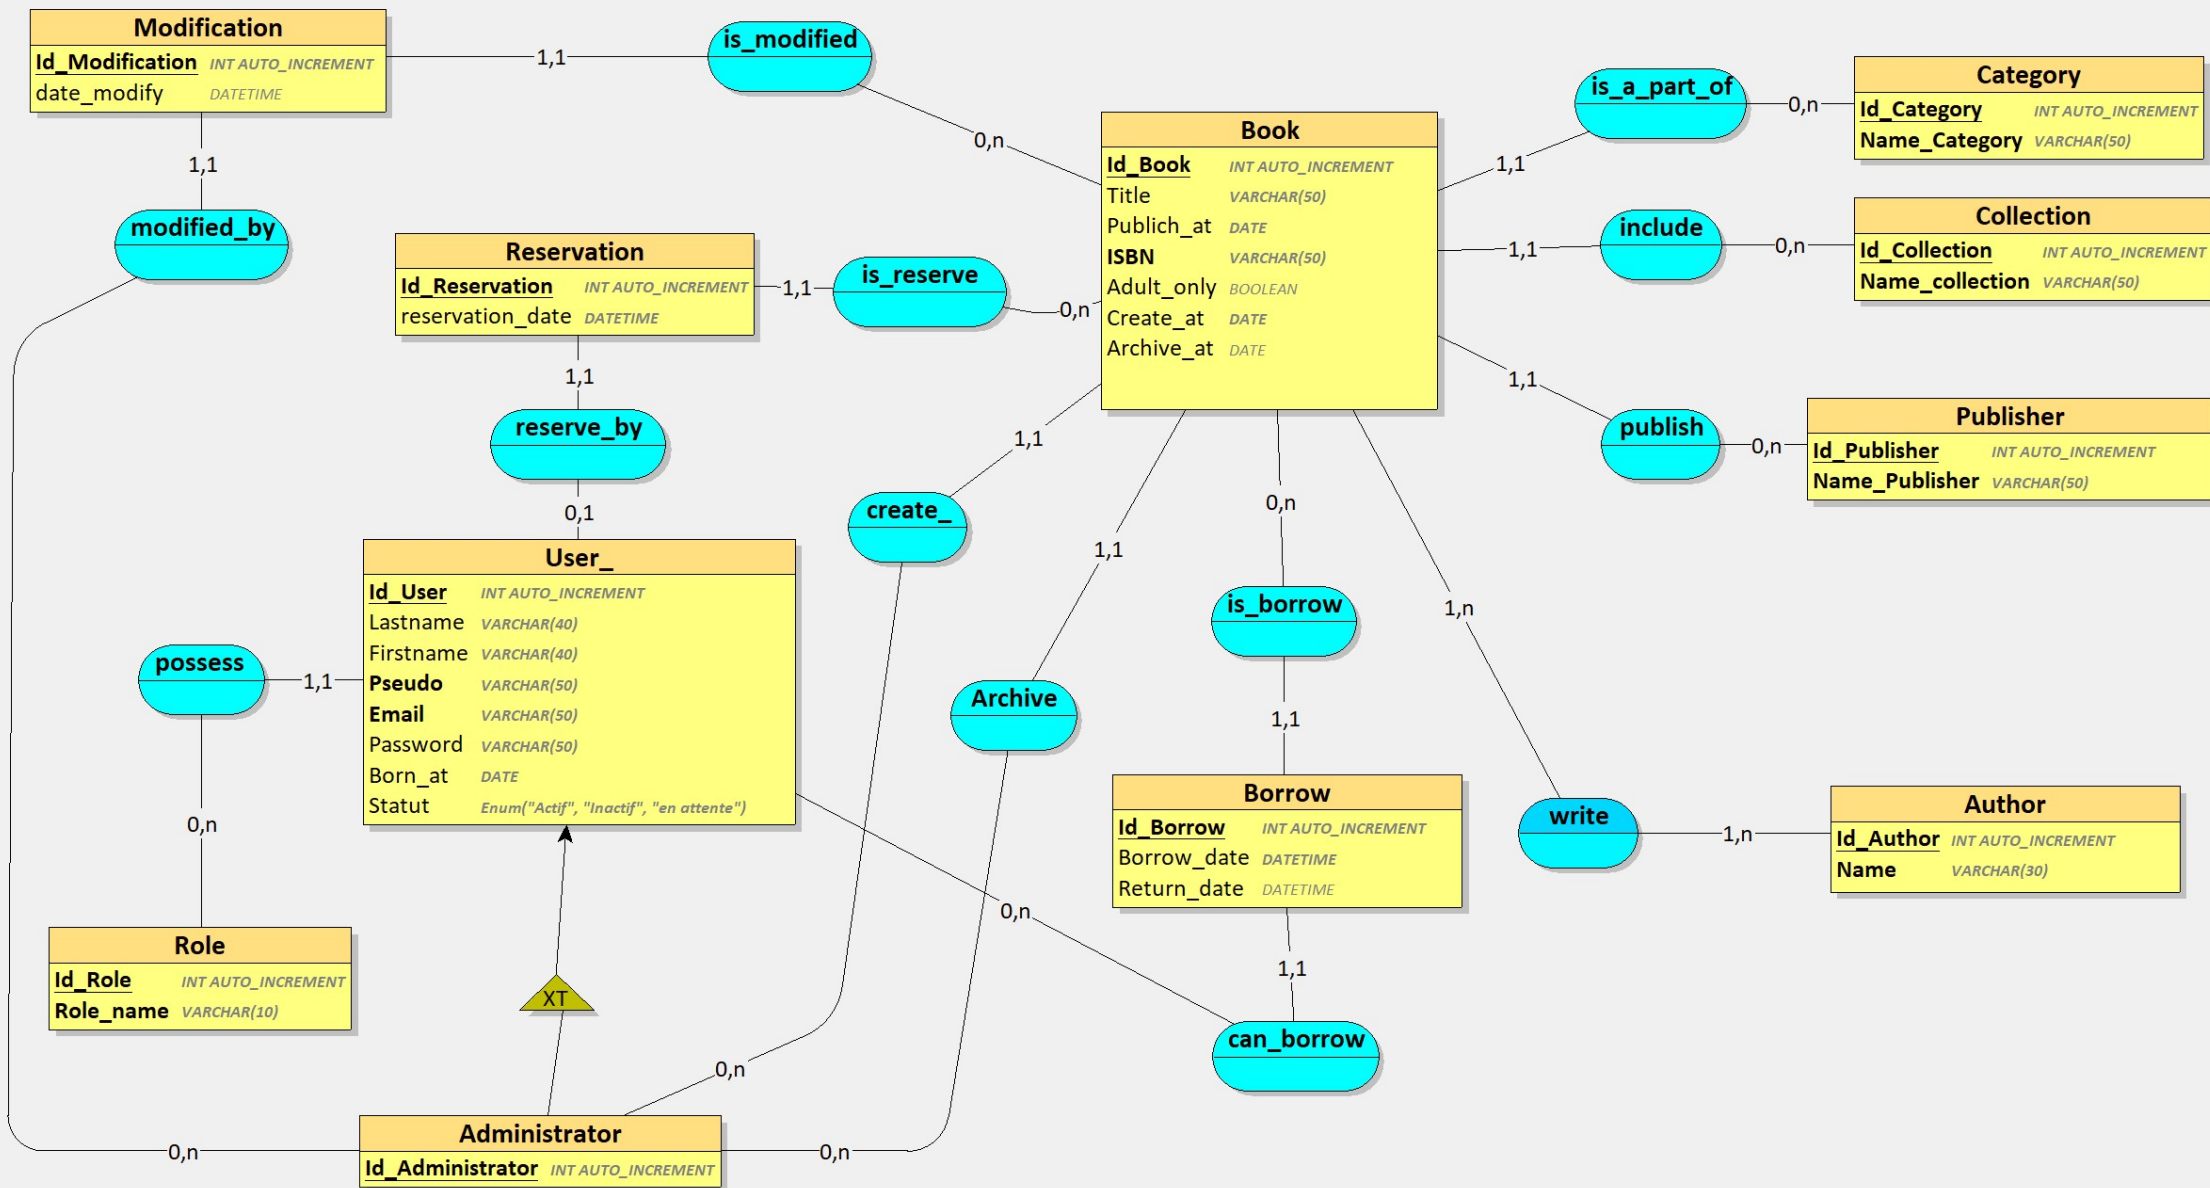 Modification
Id_Modification INT AUTO_INCREMENT
date_modify DATETIME
1,1
is_modified
0,n
1,1
modified_by
0,n
Reservation
Id_Reservation INT AUTO_INCREMENT
reservation_date DATETIME
1,1
is_reserve
0,n
1,1
reserve_by
0,1
Book
Id_Book INT AUTO_INCREMENT
Title VARCHAR(50)
Publich_at DATE
ISBN VARCHAR(50)
Adult_only BOOLEAN
Create_at DATE
Archive_at DATE
is_a_part_of
0,n
1,1
Category
Id_Category INT AUTO_INCREMENT
Name_Category VARCHAR(50)
1,1
include
0,n
Collection
Id_Collection INT AUTO_INCREMENT
Name_collection VARCHAR(50)
1,1
publish
0,n
Publisher
Id_Publisher INT AUTO_INCREMENT
Name_Publisher VARCHAR(50)
User_
Id_User INT AUTO_INCREMENT
Lastname VARCHAR(40)
Firstname VARCHAR(40)
Pseudo VARCHAR(50)
Email VARCHAR(50)
Password VARCHAR(50)
Born_at DATE
Statut Enum("Actif", "Inactif", "en attente")
possess
1,1
0,n
Role
Id_Role INT AUTO_INCREMENT
Role_name VARCHAR(10)
XT
1,1
create_
0,n
1,1
Archive
0,n
0,n
is_borrow
1,1
Borrow
Id_Borrow INT AUTO_INCREMENT
Borrow_date DATETIME
Return_date DATETIME
1,1
can_borrow
0,n
1,n
write
1,n
Author
Id_Author INT AUTO_INCREMENT
Name VARCHAR(30)
Administrator
Id_Administrator INT AUTO_INCREMENT